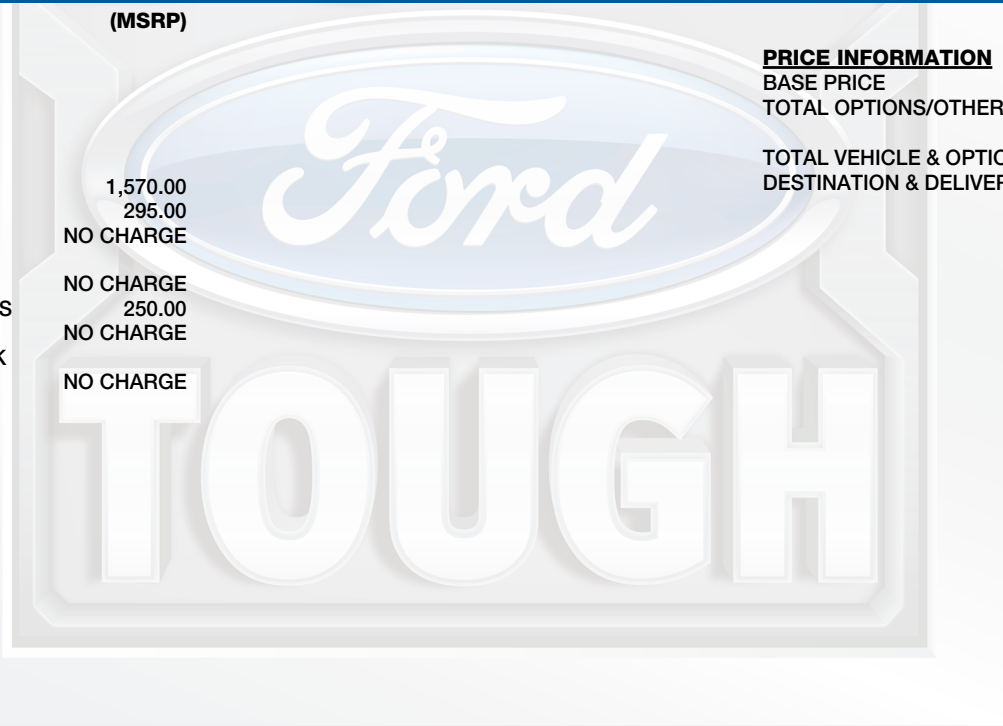 (MSRP)
1,570.00
295.00
NO CHARGE
NO CHARGE
S 250.00
NO CHARGE
K
NO CHARGE
PRICE INFORMATION
BASE PRICE
TOTAL OPTIONS/OTHER
TOTAL VEHICLE & OPTIO
DESTINATION & DELIVER
Ford
TOUGH